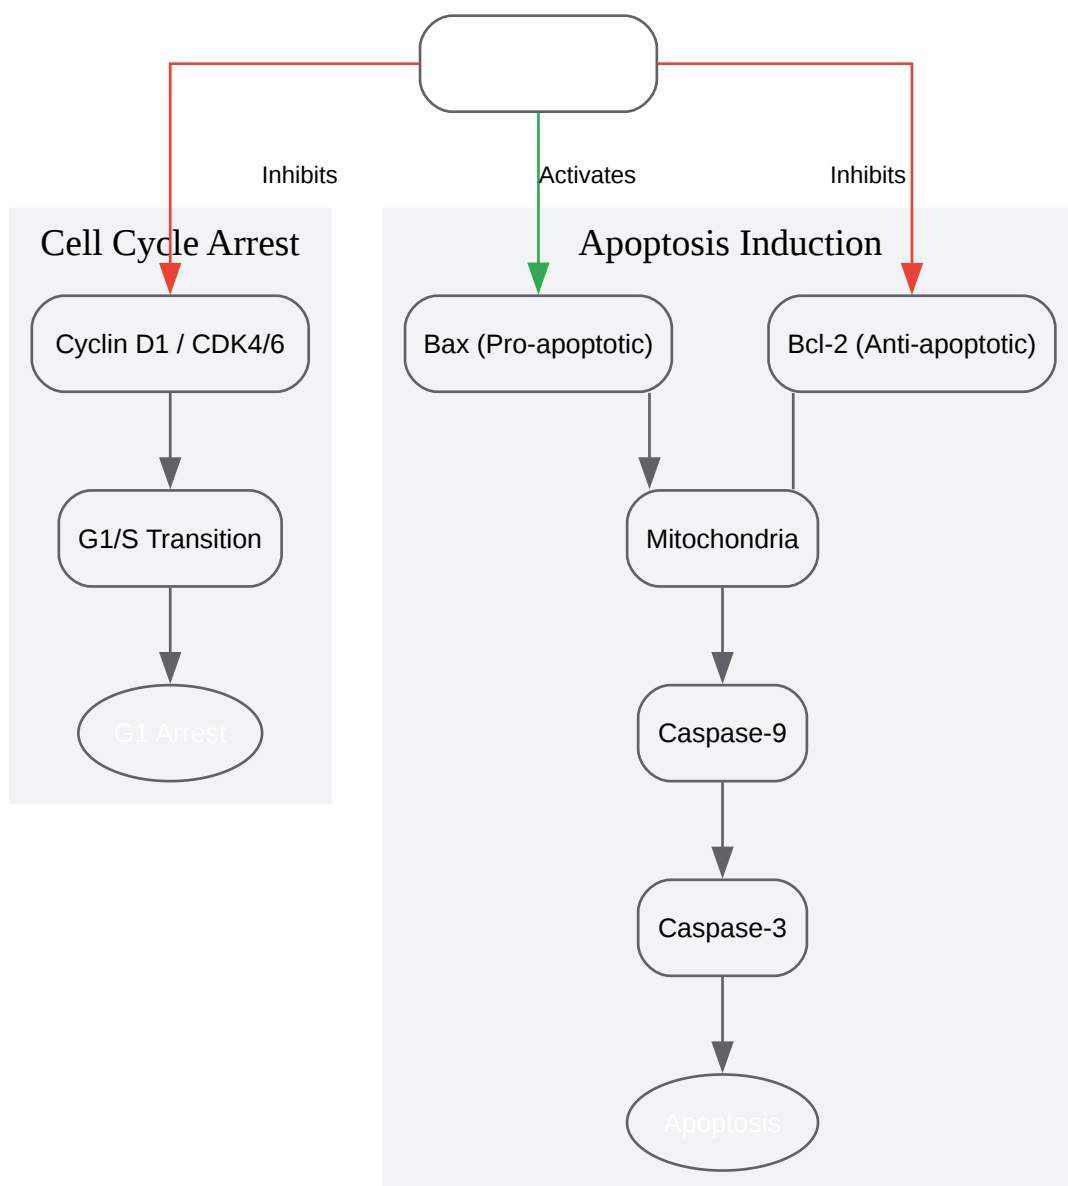 Inhibits
Activates
Inhibits
Cell Cycle Arrest
Apoptosis Induction
Cyclin D1 / CDK4/6
Bax (Pro-apoptotic)
Bcl-2 (Anti-apoptotic)
G1/S Transition
Mitochondria
G1 Arrest
Caspase-9
Caspase-3
Apoptosis